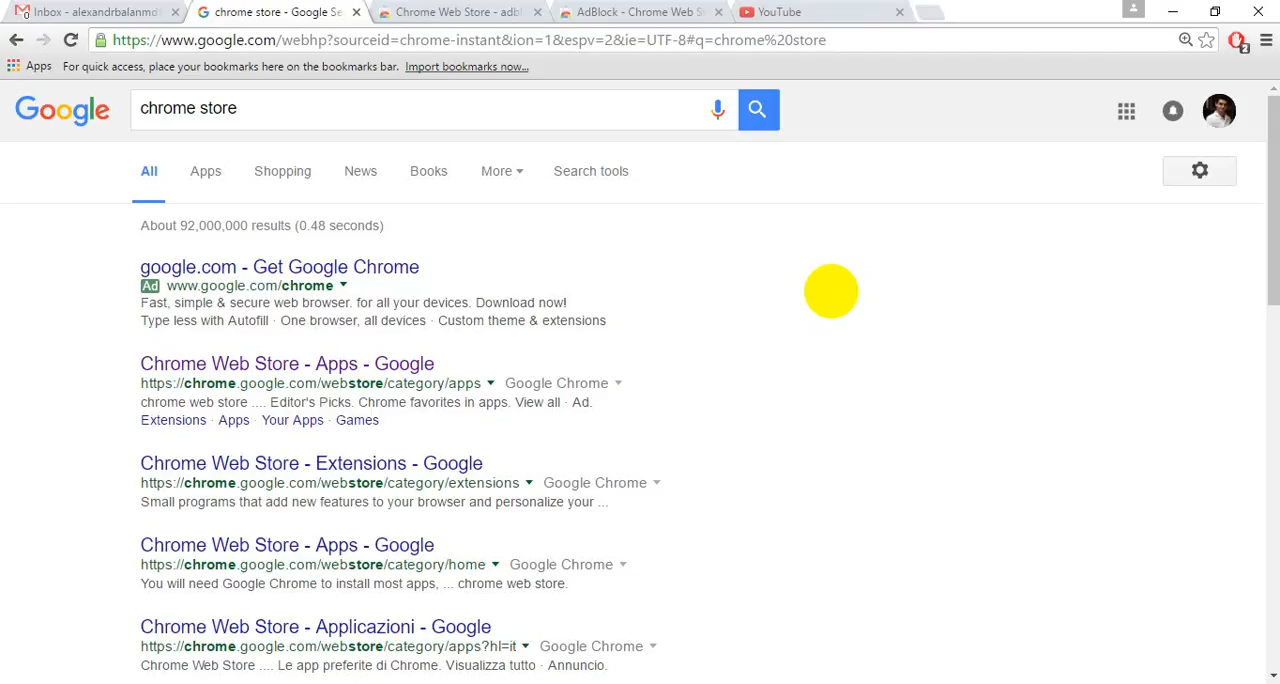 Inbox - alexandrbalanmd
chrome store - Google Se
Chrome Web Store - adbl
AdBlock - Chrome Web S
YouTube
https://www.google.com/webhp?sourceid=chrome-instant&ion=1&espv=2&ie=UTF-8#q=chrome%20store
2
Apps For quick access, place your bookmarks here on the bookmarks bar. Import bookmarks now...
Google
chrome store
All Apps Shopping News Books More Search tools
About 92,000,000 results (0.48 seconds)
google.com - Get Google Chrome
Ad www.google.com/chrome
Fast, simple & secure web browser. for all your devices. Download now!
Type less with Autofill · One browser, all devices · Custom theme & extensions
Chrome Web Store - Apps - Google
https://chrome.google.com/webstore/category/apps Google Chrome
chrome web store .... Editor's Picks. Chrome favorites in apps. View all · Ad.
Extensions · Apps · Your Apps · Games
Chrome Web Store - Extensions - Google
https://chrome.google.com/webstore/category/extensions Google Chrome
Small programs that add new features to your browser and personalize your ...
Chrome Web Store - Apps - Google
https://chrome.google.com/webstore/category/home Google Chrome
You will need Google Chrome to install most apps, ... chrome web store.
Chrome Web Store - Applicazioni - Google
https://chrome.google.com/webstore/category/apps?hl=it Google Chrome
Chrome Web Store .... Le app preferite di Chrome. Visualizza tutto · Annuncio.